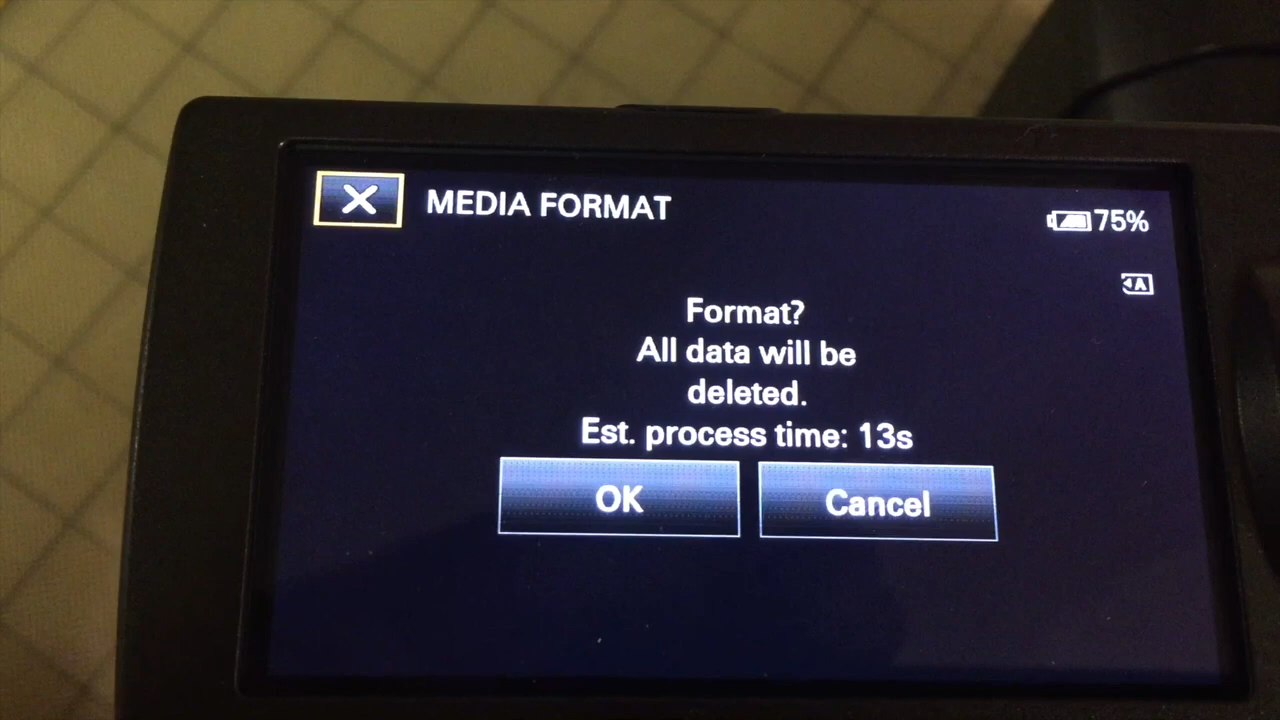 MEDIA FORMAT
75%
A
Format?
All data will be
deleted.
Est. process time: 13s
OK
Cancel